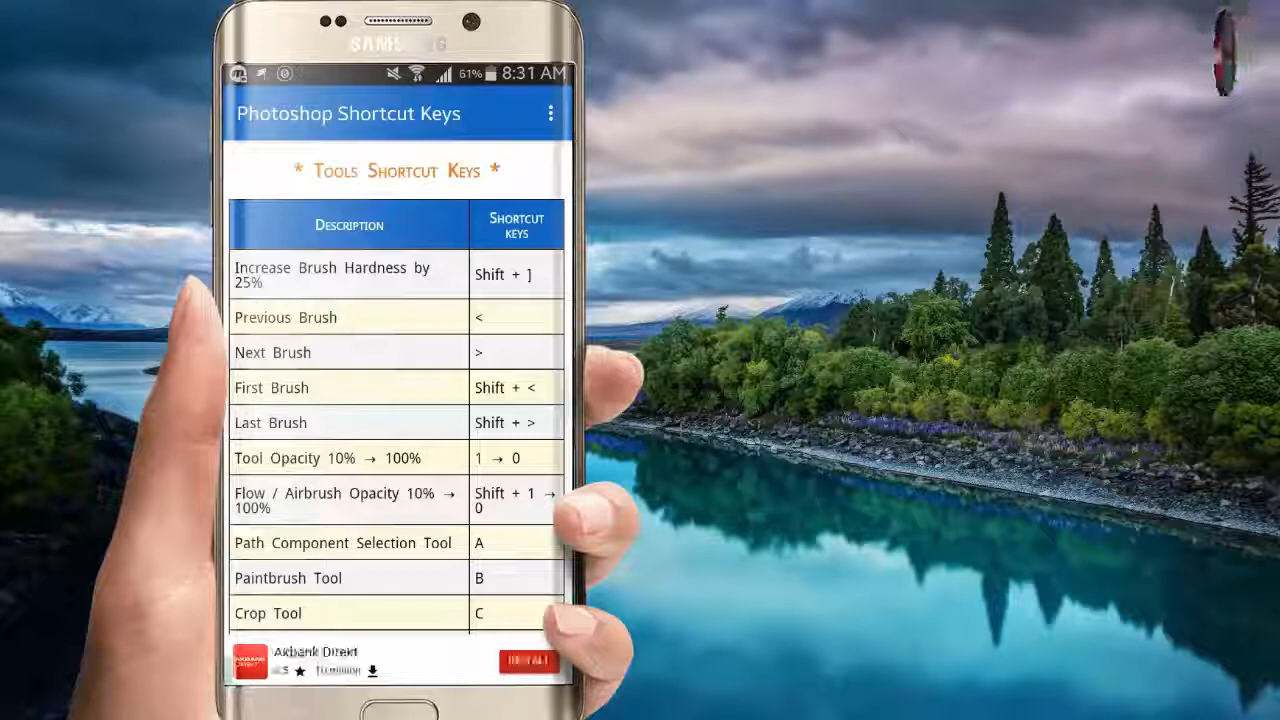 SAMSUNG
61% 8:31 AM
Photoshop Shortcut Keys
* Tools Shortcut Keys *
Description
Shortcut
keys
Increase Brush Hardness by
25%
Shift + ]
Previous Brush
<
Next Brush
>
First Brush
Shift + <
Last Brush
Shift + >
Tool Opacity 10% → 100%
1 → 0
Flow / Airbrush Opacity 10% →
100%
Shift + 1 →
0
Path Component Selection Tool
A
Paintbrush Tool
B
Crop Tool
C
Akbank Direkt